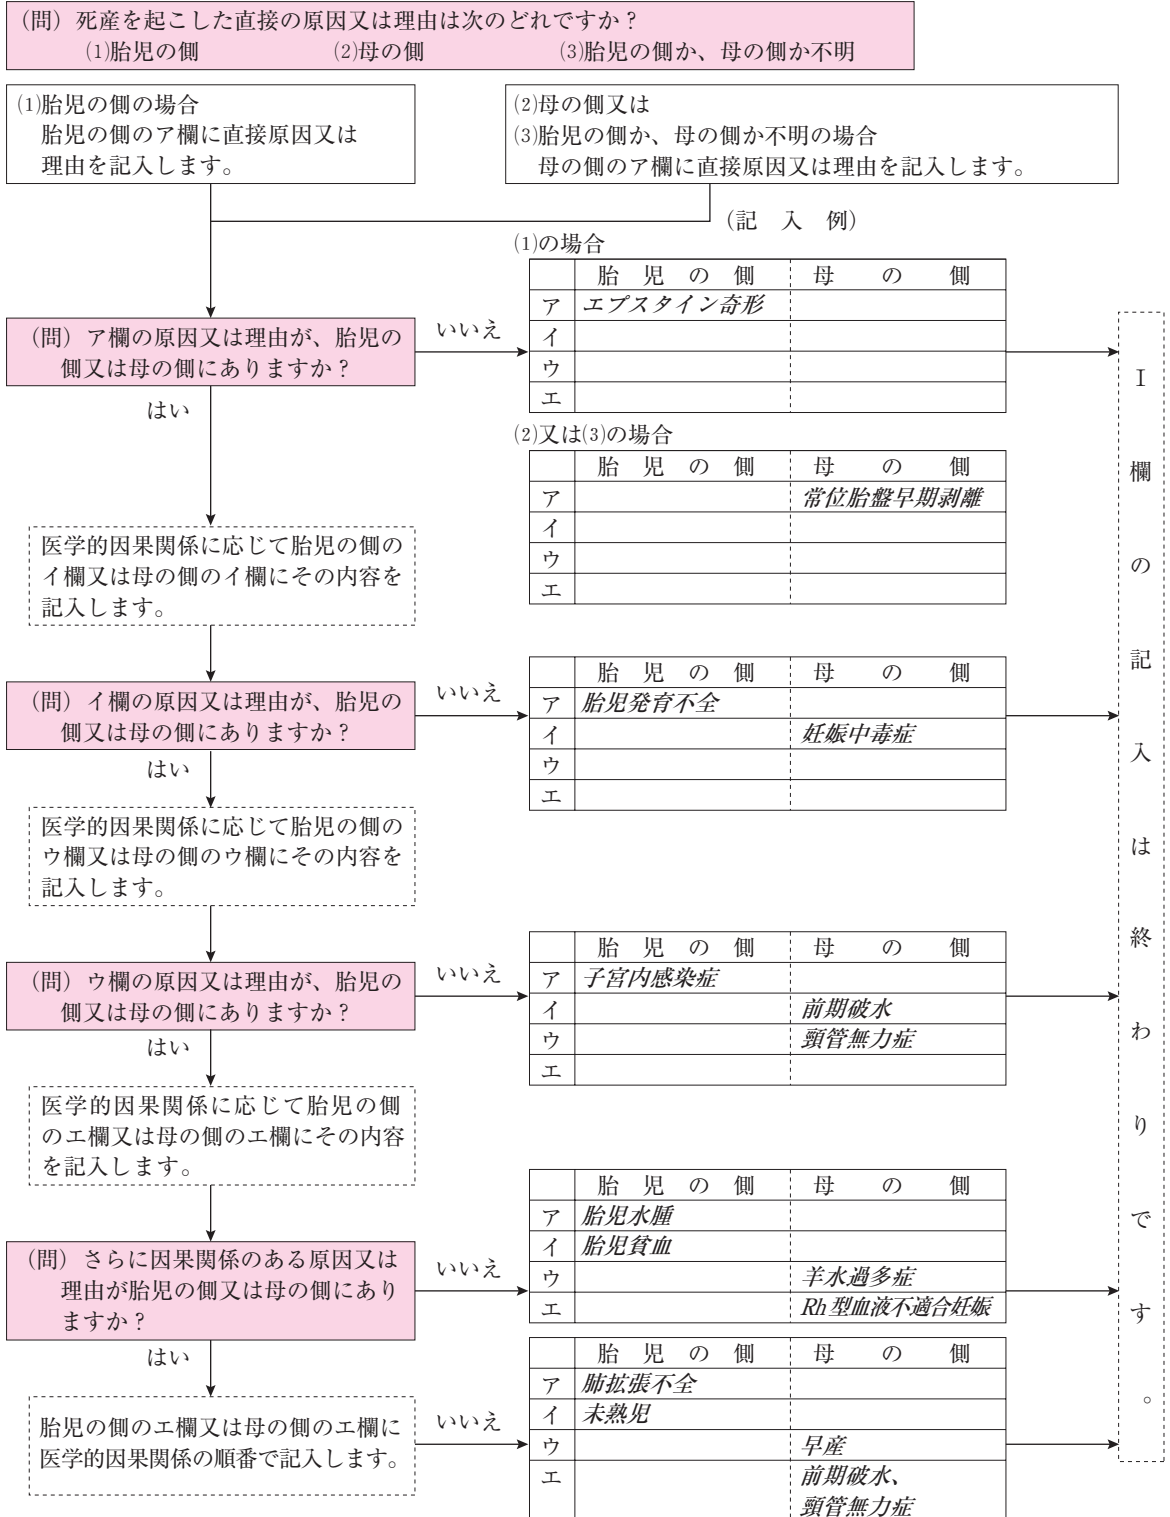 (問) 死産を起こした直接の原因又は理由は次のどれですか？
⑴胎児の側 ⑵母の側 ⑶胎児の側か、母の側か不明
⑴胎児の側の場合
胎児の側のア欄に直接原因又は
理由を記入します。
⑵母の側又は
⑶胎児の側か、母の側か不明の場合
母の側のア欄に直接原因又は理由を記入します。
(記 入 例)
⑴の場合
胎 児 の 側 母 の 側
ア エプスタイン奇形
イ
ウ
エ
(問) ア欄の原因又は理由が、胎児の
側又は母の側にありますか？
いいえ
はい
⑵又は⑶の場合
胎 児 の 側 母 の 側
ア 常位胎盤早期剥離
イ
ウ
エ
医学的因果関係に応じて胎児の側の
イ欄又は母の側のイ欄にその内容を
記入します。
(問) イ欄の原因又は理由が、胎児の
側又は母の側にありますか？
いいえ
はい
胎 児 の 側 母 の 側
ア 胎児発育不全
イ 妊娠中毒症
ウ
エ
医学的因果関係に応じて胎児の側の
ウ欄又は母の側のウ欄にその内容を
記入します。
(問) ウ欄の原因又は理由が、胎児の
側又は母の側にありますか？
いいえ
はい
胎 児 の 側 母 の 側
ア 子宮内感染症
イ 前期破水
ウ 頸管無力症
エ
医学的因果関係に応じて胎児の側
のエ欄又は母の側のエ欄にその内容
を記入します。
(問) さらに因果関係のある原因又は
理由が胎児の側又は母の側にあり
ますか？
いいえ
はい
胎 児 の 側 母 の 側
ア 胎児水腫
イ 胎児貧血
ウ 羊水過多症
エ Rh型血液不適合妊娠
胎児の側のエ欄又は母の側のエ欄に
医学的因果関係の順番で記入します。
いいえ
胎 児 の 側 母 の 側
ア 肺拡張不全
イ 未熟児
ウ 早産
エ 前期破水、
頸管無力症
Ⅰ欄の記入は終わりです。